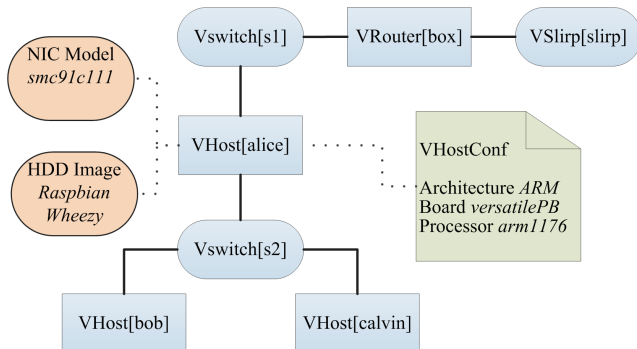 Vswitch[s1]
VRouter[box]
VSlirp[slirp]
NIC Model
smc91c111
VHost[alice]
VHostConf
Architecture ARM
Board versatilePB
Processor arm1176
HDD Image
Raspbian
Wheezy
Vswitch[s2]
VHost[bob]
VHost[calvin]